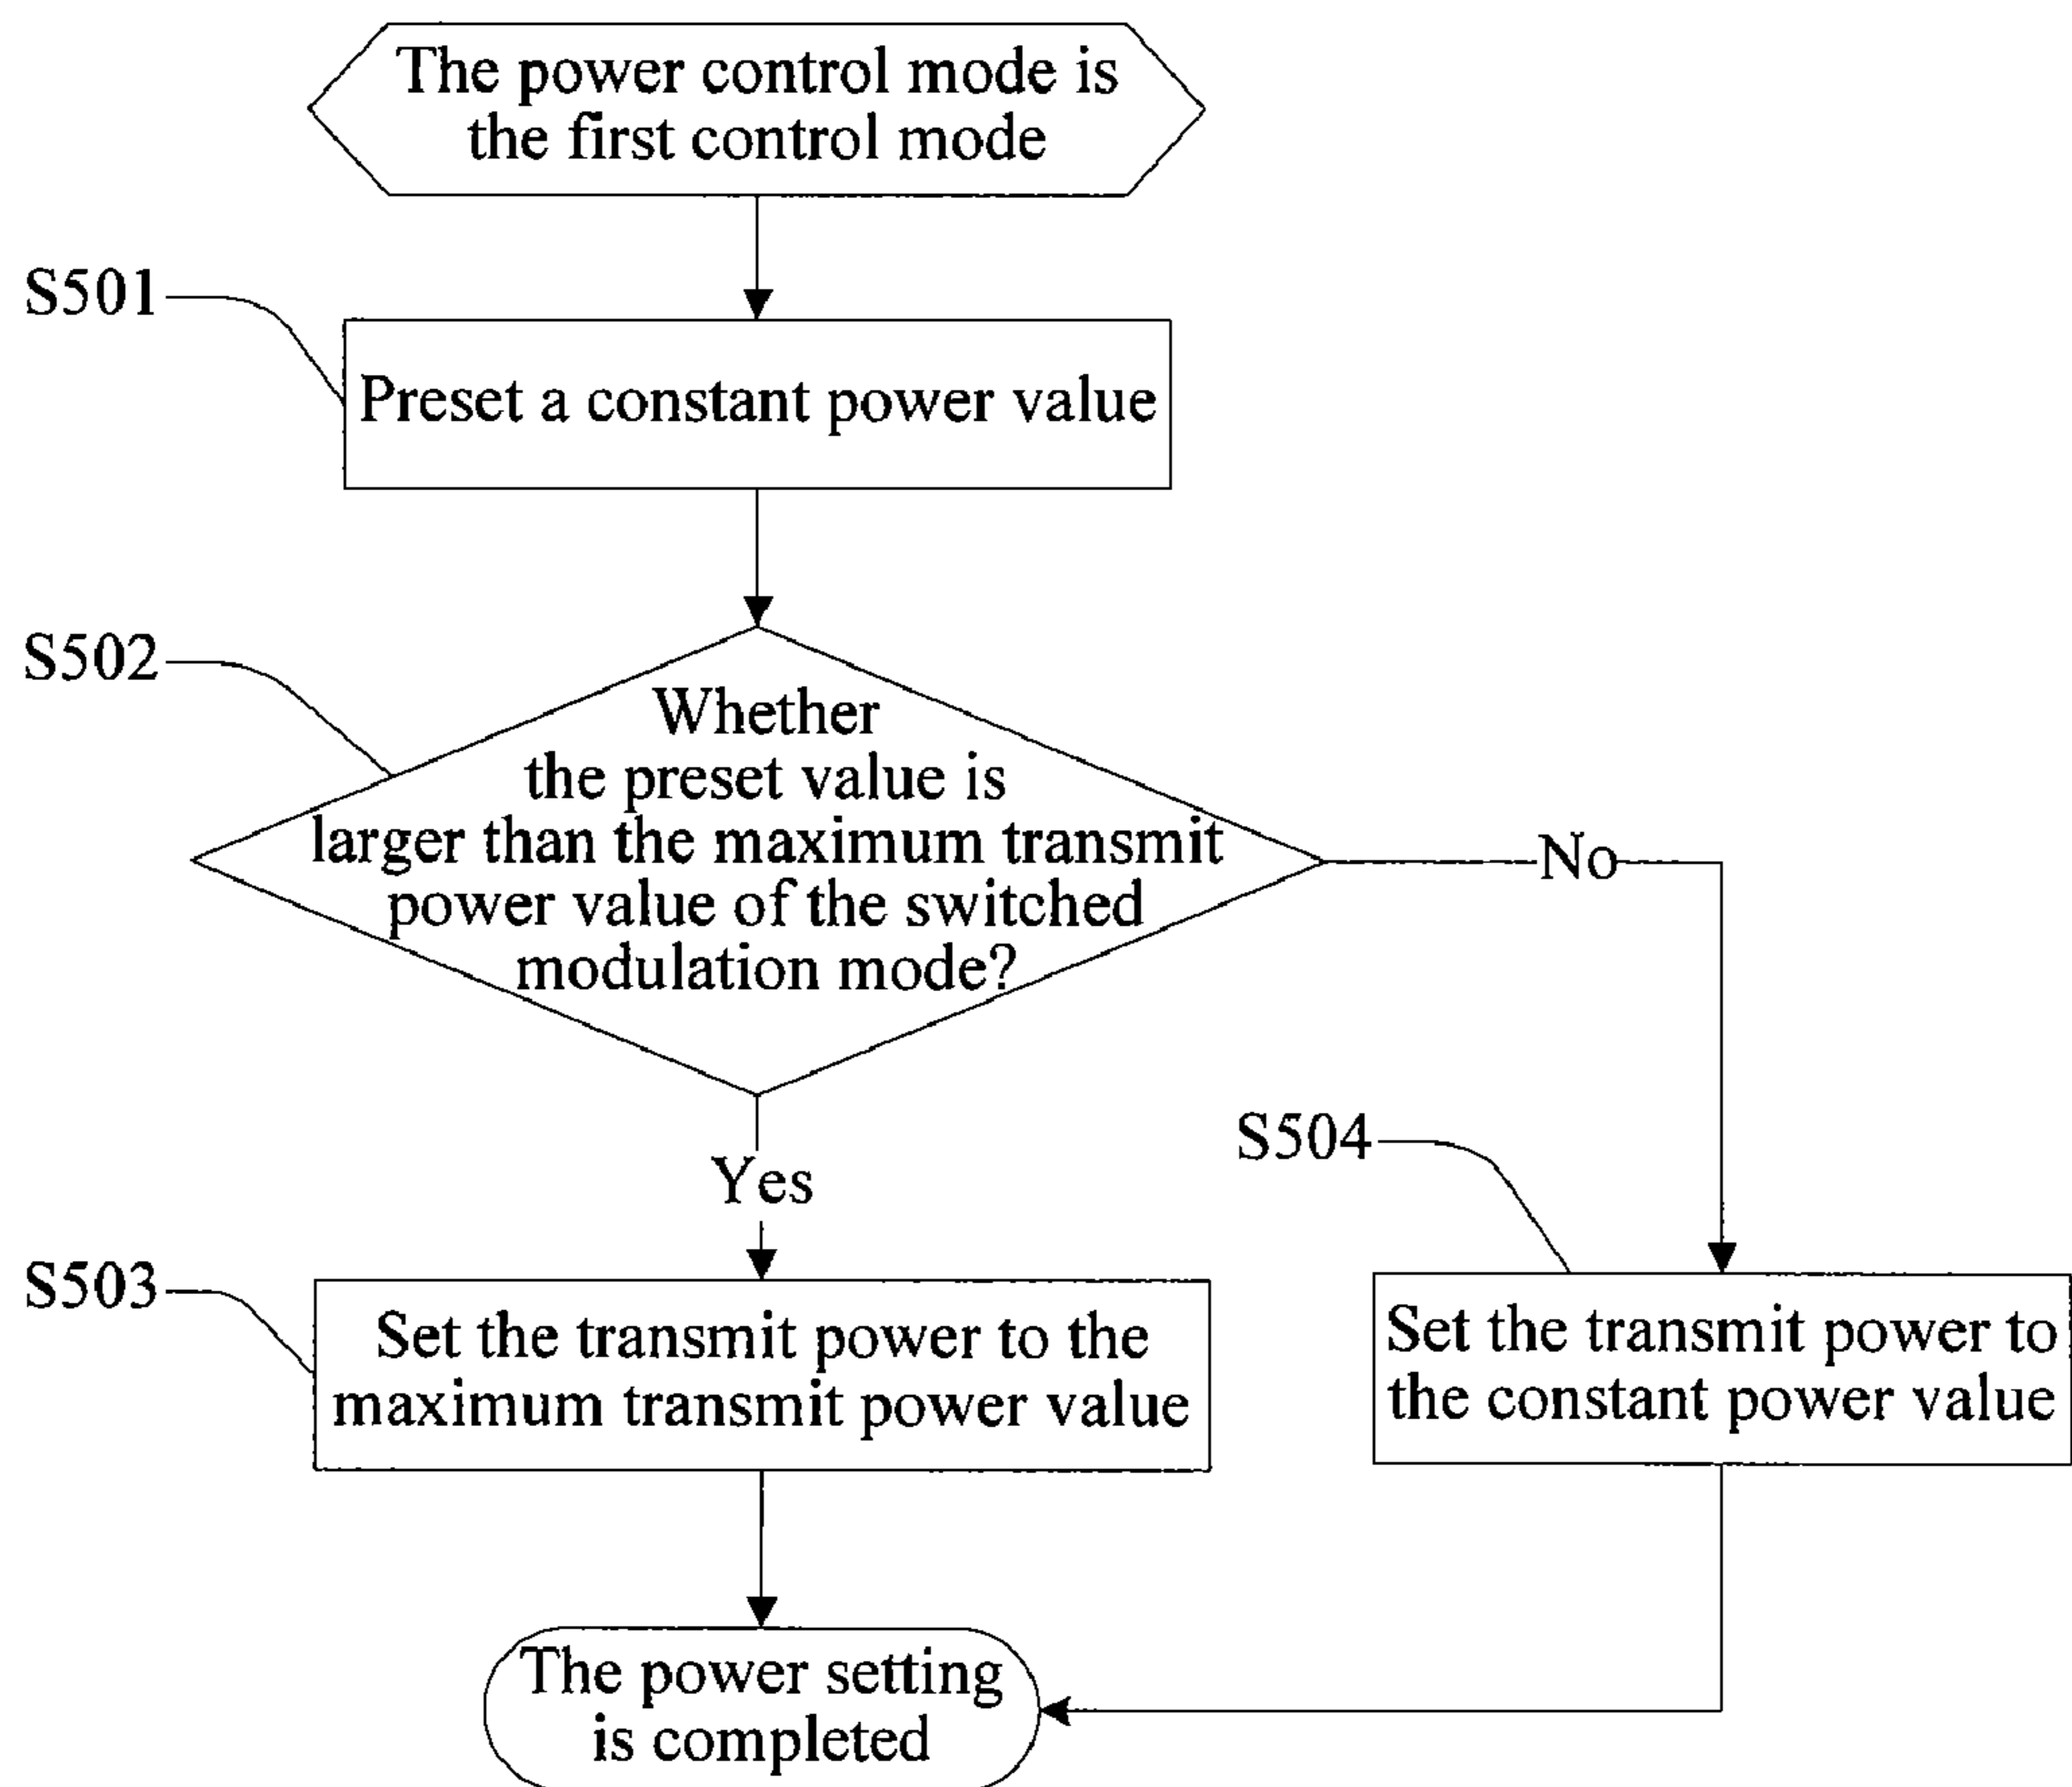 The power control mode is
the first control mode
S501
Preset a constant power value
S502
Whether
the preset value is
larger than the maximum transmit
power value of the switched
modulation mode?
No
Yes
S504
S503
Set the transmit power to the
maximum transmit power value
Set the transmit power to
the constant power value
The power setting
is completed